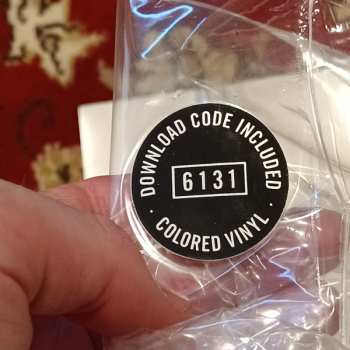 DOWNLOAD CODE INCLUDED
6131
· COLORED VINYL ·